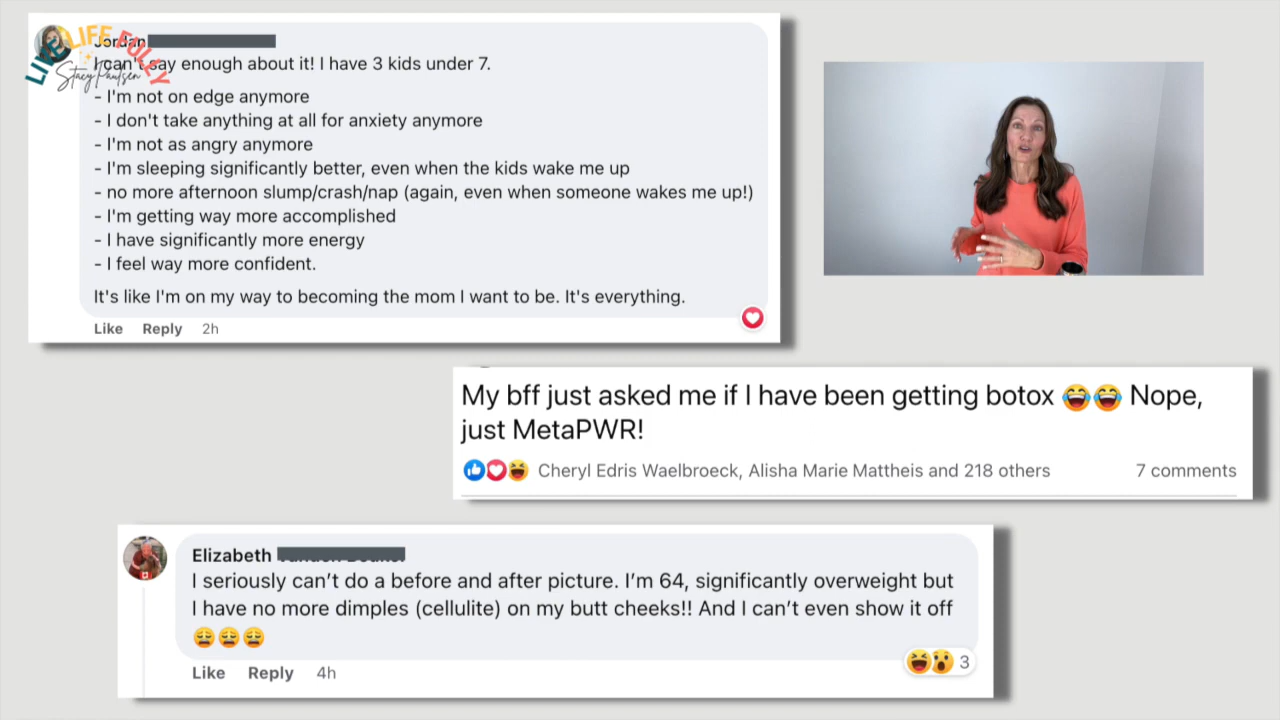 LIVE LIFE FULLY
Stacy Paulsen
Jordan
I can't say enough about it! I have 3 kids under 7.
- I'm not on edge anymore
- I don't take anything at all for anxiety anymore
- I'm not as angry anymore
- I'm sleeping significantly better, even when the kids wake me up
- no more afternoon slump/crash/nap (again, even when someone wakes me up!)
- I'm getting way more accomplished
- I have significantly more energy
- I feel way more confident.
It's like I'm on my way to becoming the mom I want to be. It's everything.
Like Reply 2h
My bff just asked me if I have been getting botox 😂😂 Nope,
just MetaPWR!
Cheryl Edris Waelbroeck, Alisha Marie Mattheis and 218 others 7 comments
Elizabeth
I seriously can’t do a before and after picture. I’m 64, significantly overweight but
I have no more dimples (cellulite) on my butt cheeks!! And I can’t even show it off
😩😩😩
Like Reply 4h 3